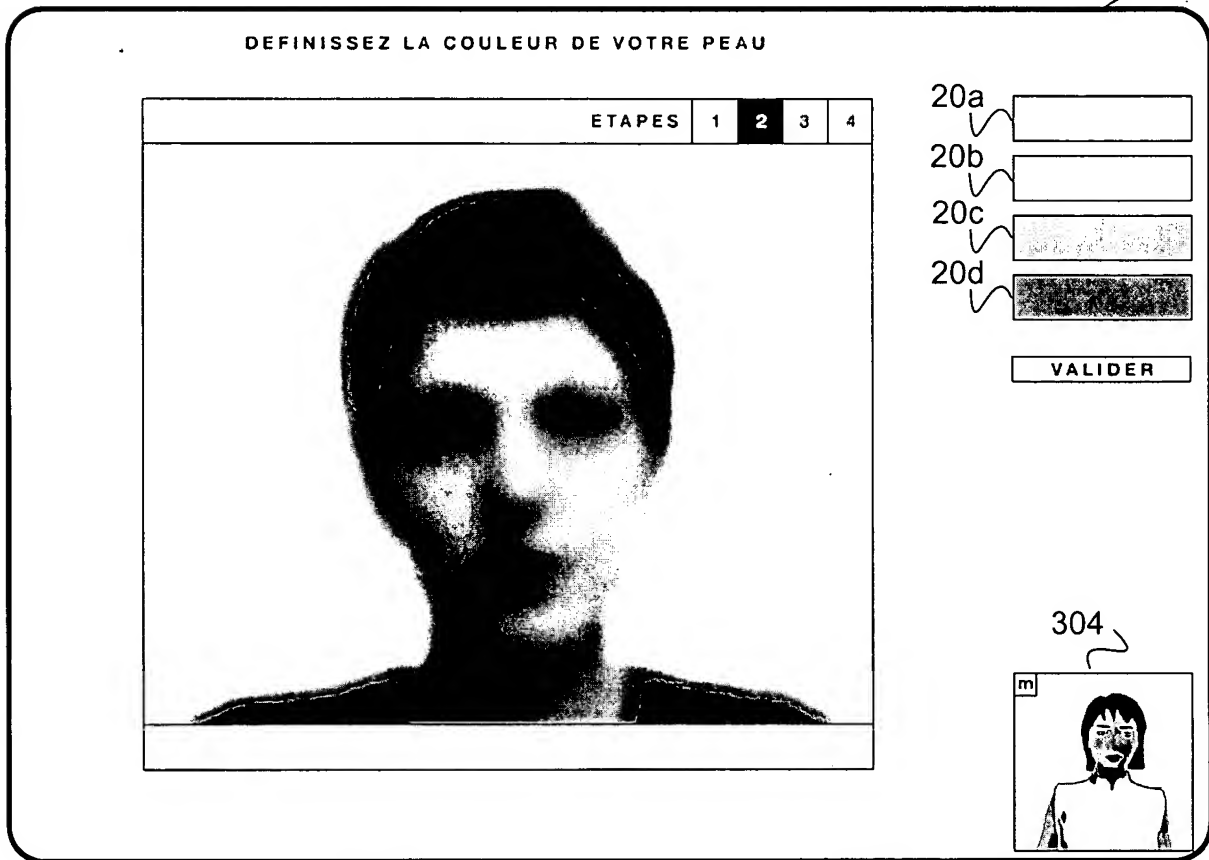 DEFINISSEZ LA COULEUR DE VOTRE PEAU
ETAPES 1 2 3 4
20a
20b
20c
20d
VALIDER
304
m